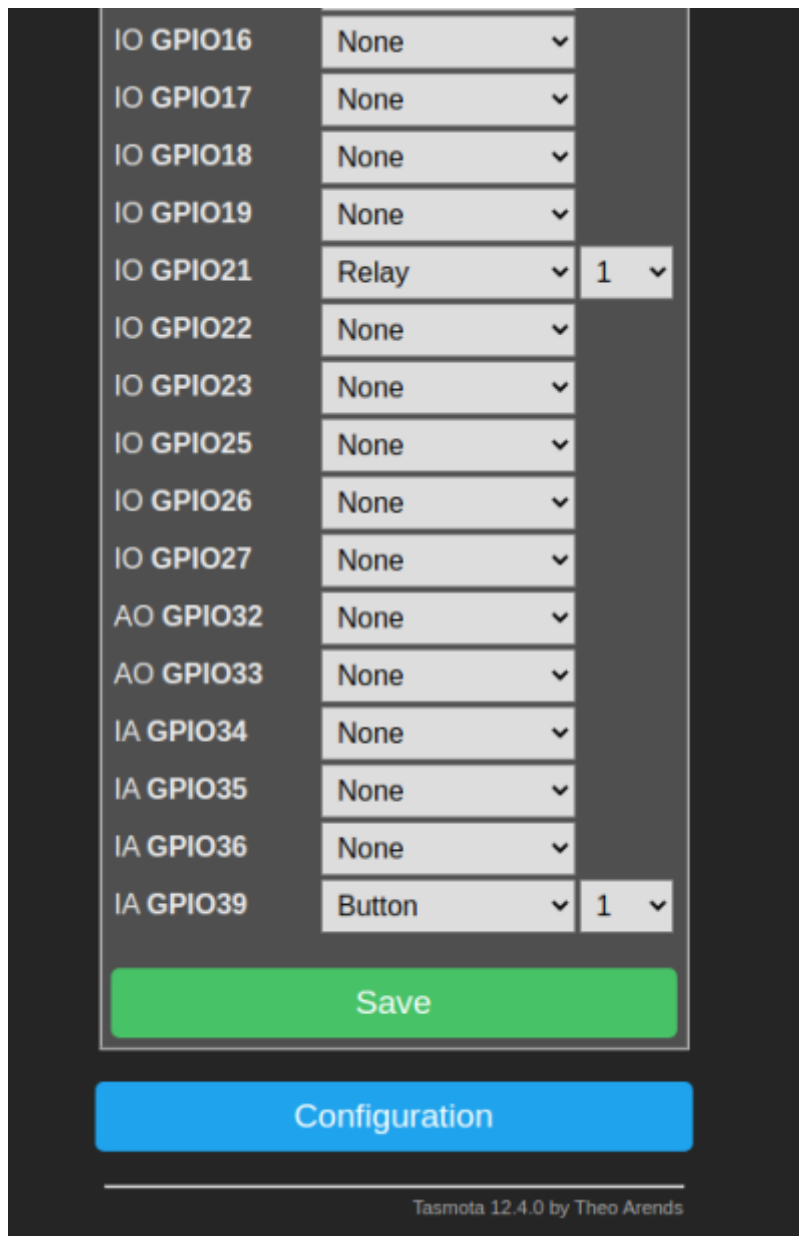 IO GPIO16 None
IO GPIO17 None
IO GPIO18 None
IO GPIO19 None
IO GPIO21 Relay 1
IO GPIO22 None
IO GPIO23 None
IO GPIO25 None
IO GPIO26 None
IO GPIO27 None
AO GPIO32 None
AO GPIO33 None
IA GPIO34 None
IA GPIO35 None
IA GPIO36 None
IA GPIO39 Button 1
Save
Configuration
Tasmota 12.4.0 by Theo Arends